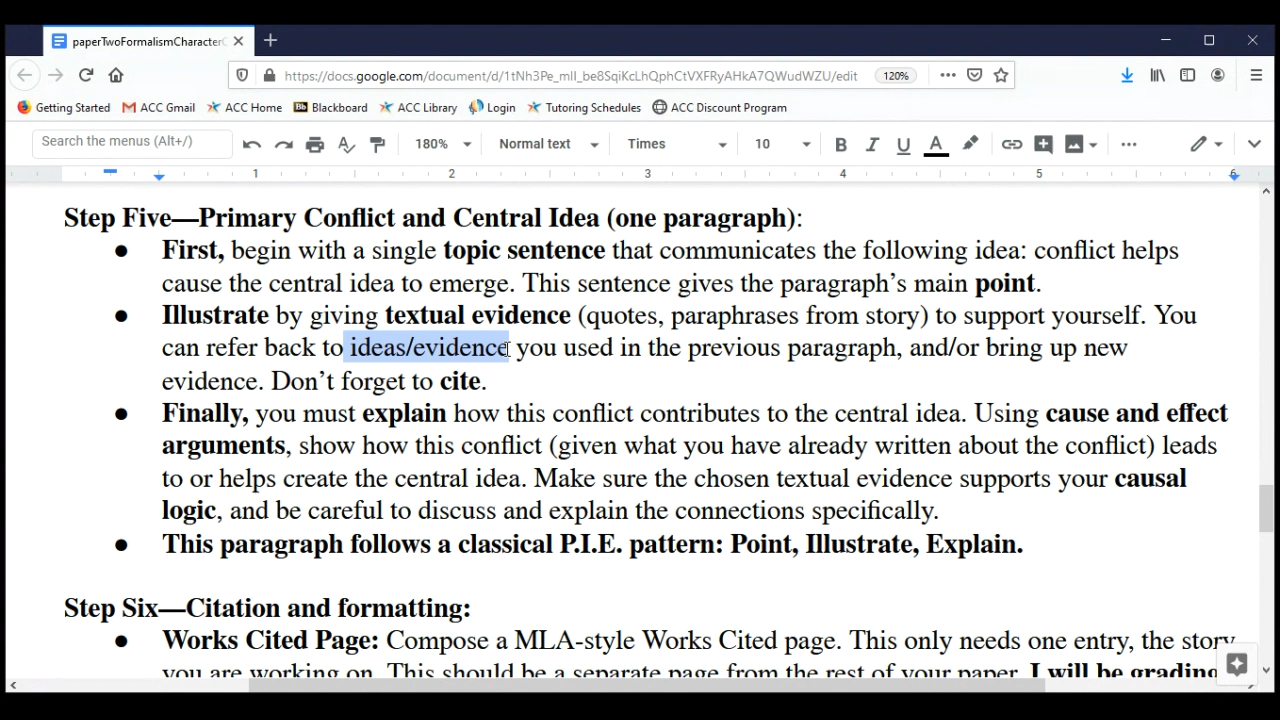 paperTwoFormalismCharacterC
https://docs.google.com/document/d/1tNh3Pe_mII_be8SqiKcLhQphCtVXFRyAHkA7QWudWZU/edit
120%
Getting Started
ACC Gmail
ACC Home
Bb Blackboard
ACC Library
Login
Tutoring Schedules
ACC Discount Program
Search the menus (Alt+/)
180%
Normal text
Times
10
B I U A
1 2 3 4 5 6
Step Five—Primary Conflict and Central Idea (one paragraph):
● First, begin with a single topic sentence that communicates the following idea: conflict helps
cause the central idea to emerge. This sentence gives the paragraph’s main point.
● Illustrate by giving textual evidence (quotes, paraphrases from story) to support yourself. You
can refer back to ideas/evidence you used in the previous paragraph, and/or bring up new
evidence. Don’t forget to cite.
● Finally, you must explain how this conflict contributes to the central idea. Using cause and effect
arguments, show how this conflict (given what you have already written about the conflict) leads
to or helps create the central idea. Make sure the chosen textual evidence supports your causal
logic, and be careful to discuss and explain the connections specifically.
● This paragraph follows a classical P.I.E. pattern: Point, Illustrate, Explain.
Step Six—Citation and formatting:
● Works Cited Page: Compose a MLA-style Works Cited page. This only needs one entry, the story
you are working on. This should be a separate page from the rest of your paper. I will be grading